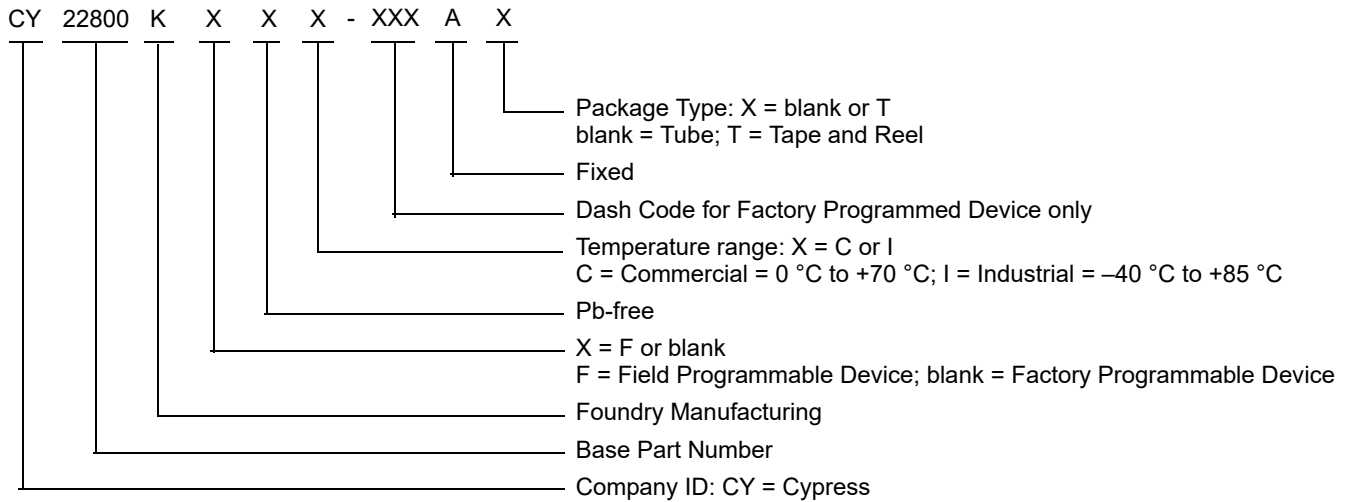 CY 22800 K X X X - XXX A X
Package Type: X = blank or T
blank = Tube; T = Tape and Reel
Fixed
Dash Code for Factory Programmed Device only
Temperature range: X = C or I
C = Commercial = 0 °C to +70 °C; I = Industrial = –40 °C to +85 °C
Pb-free
X = F or blank
F = Field Programmable Device; blank = Factory Programmable Device
Foundry Manufacturing
Base Part Number
Company ID: CY = Cypress